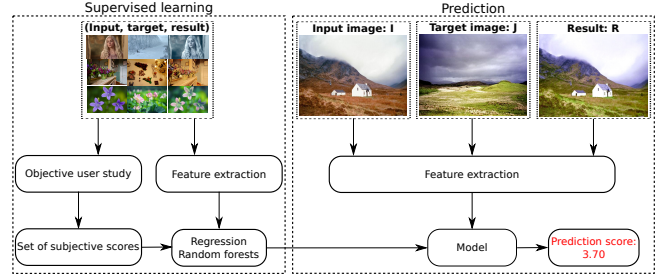 Supervised learning
Prediction
(Input, target, result)
Input image: I
Target image: J
Result: R
Objective user study
Feature extraction
Feature extraction
Set of subjective scores
Regression
Random forests
Model
Prediction score:
3.70